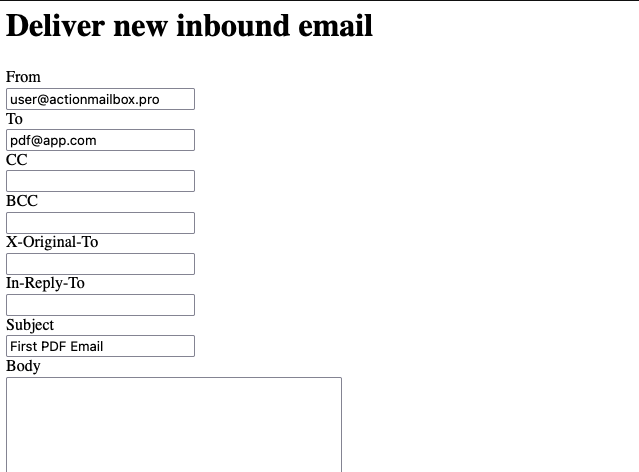 Deliver new inbound email
From
user@actionmailbox.pro
To
pdf@app.com
CC
BCC
X-Original-To
In-Reply-To
Subject
First PDF Email
Body